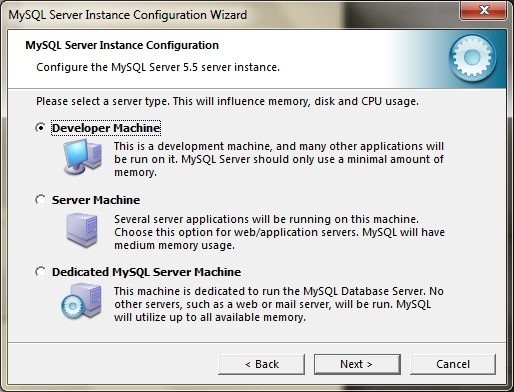 MySQL Server Instance Configuration Wizard
MySQL Server Instance Configuration
Configure the MySQL Server 5.5 server instance.
Please select a server type. This will influence memory, disk and CPU usage.
Developer Machine
This is a development machine, and many other applications will
be run on it. MySQL Server should only use a minimal amount of
memory.
Server Machine
Several server applications will be running on this machine.
Choose this option for web/application servers. MySQL will have
medium memory usage.
Dedicated MySQL Server Machine
This machine is dedicated to run the MySQL Database Server. No
other servers, such as a web or mail server, will be run. MySQL
will utilize up to all available memory.
< Back
Next >
Cancel